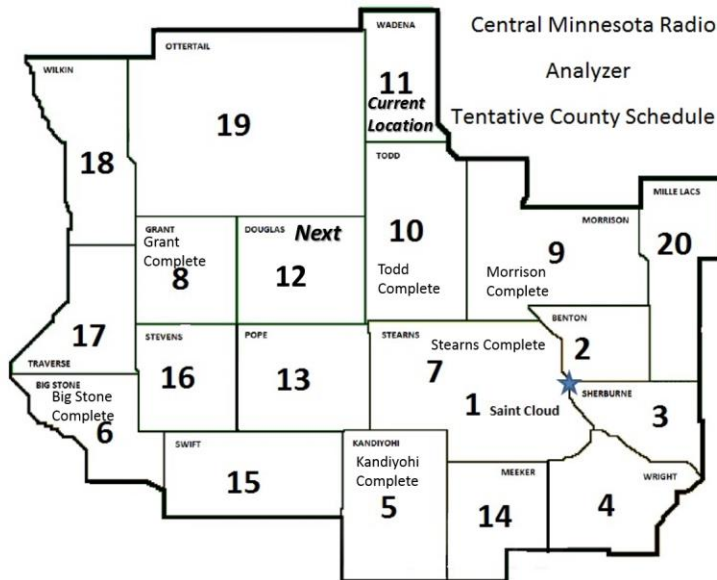 Central Minnesota Radio
Analyzer
Tentative County Schedule
WADENA
11
Current
Location
OTTERTAIL
19
WILKIN
18
TODD
10
Todd
Complete
MILLE LACS
20
MORRISON
9
Morrison
Complete
GRANT
Grant
Complete
8
DOUGLAS
Next
12
BENTON
2
17
TRAVERSE
STEVENS
16
POPE
13
STEARNS
Stearns Complete
7
1
Saint Cloud
SHERBURNE
3
BIG STONE
Big Stone
Complete
6
SWIFT
15
KANDIYOHI
Kandiyohi
Complete
5
MEEKER
14
WRIGHT
4